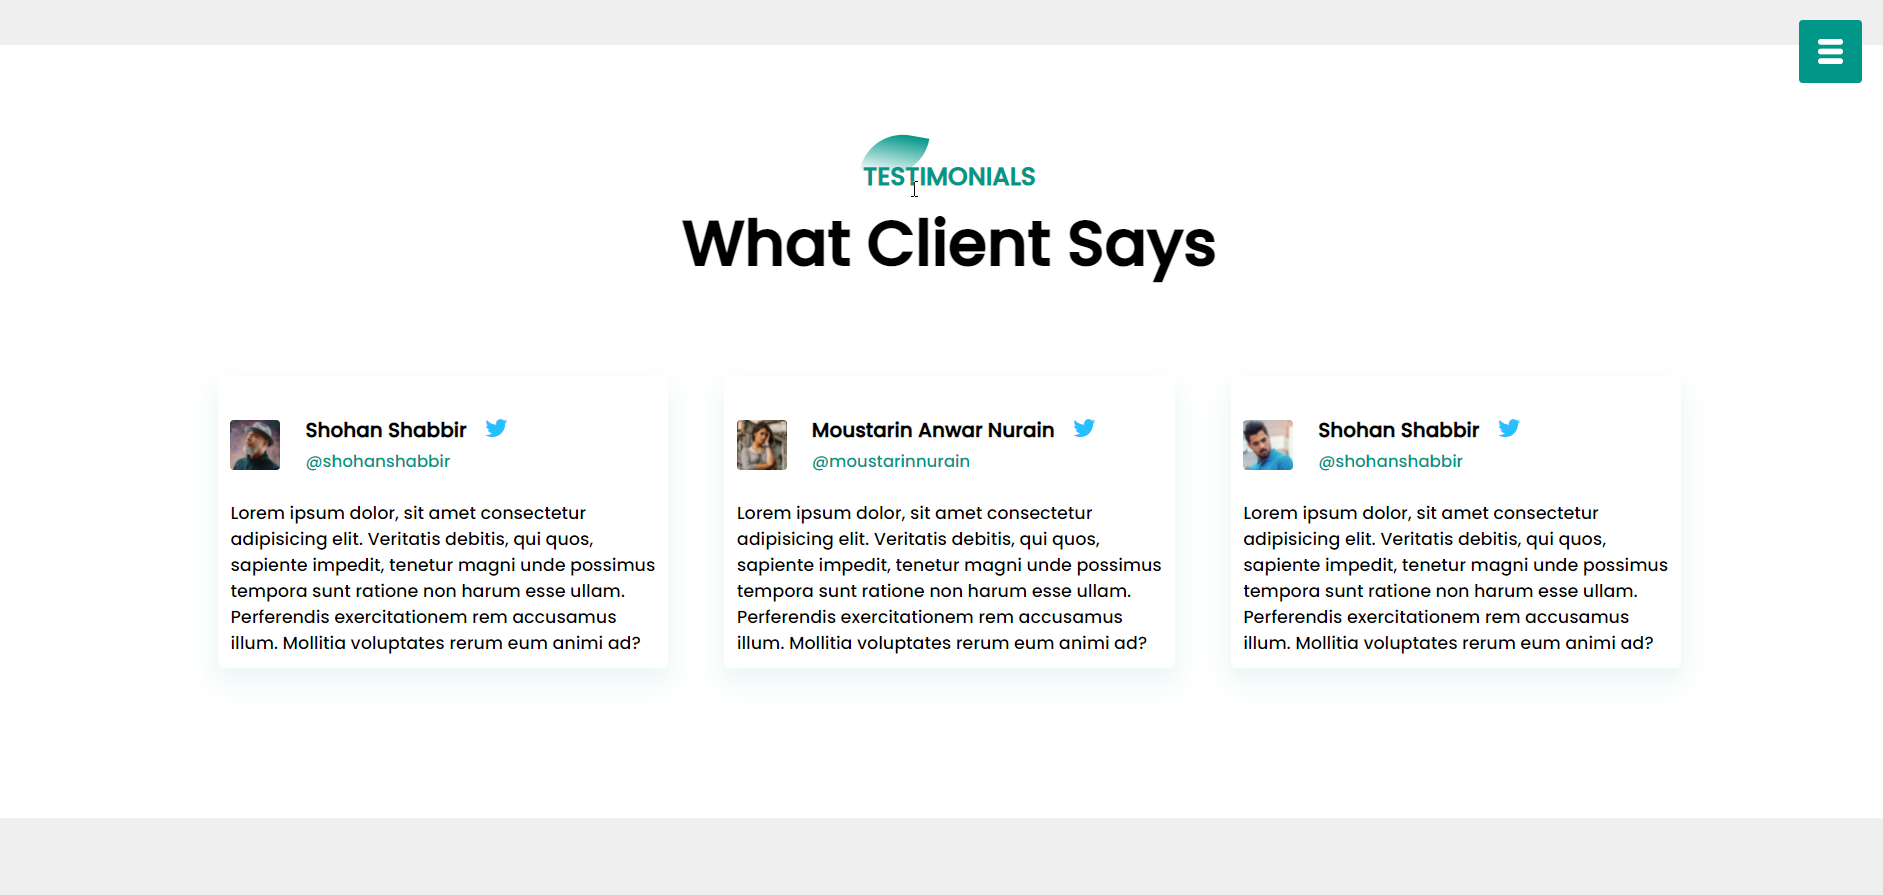 TESTIMONIALS
What Client Says
Shohan Shabbir
@shohanshabbir
Lorem ipsum dolor, sit amet consectetur
adipisicing elit. Veritatis debitis, qui quos,
sapiente impedit, tenetur magni unde possimus
tempora sunt ratione non harum esse ullam.
Perferendis exercitationem rem accusamus
illum. Mollitia voluptates rerum eum animi ad?
Moustarin Anwar Nurain
@moustarinnurain
Lorem ipsum dolor, sit amet consectetur
adipisicing elit. Veritatis debitis, qui quos,
sapiente impedit, tenetur magni unde possimus
tempora sunt ratione non harum esse ullam.
Perferendis exercitationem rem accusamus
illum. Mollitia voluptates rerum eum animi ad?
Shohan Shabbir
@shohanshabbir
Lorem ipsum dolor, sit amet consectetur
adipisicing elit. Veritatis debitis, qui quos,
sapiente impedit, tenetur magni unde possimus
tempora sunt ratione non harum esse ullam.
Perferendis exercitationem rem accusamus
illum. Mollitia voluptates rerum eum animi ad?